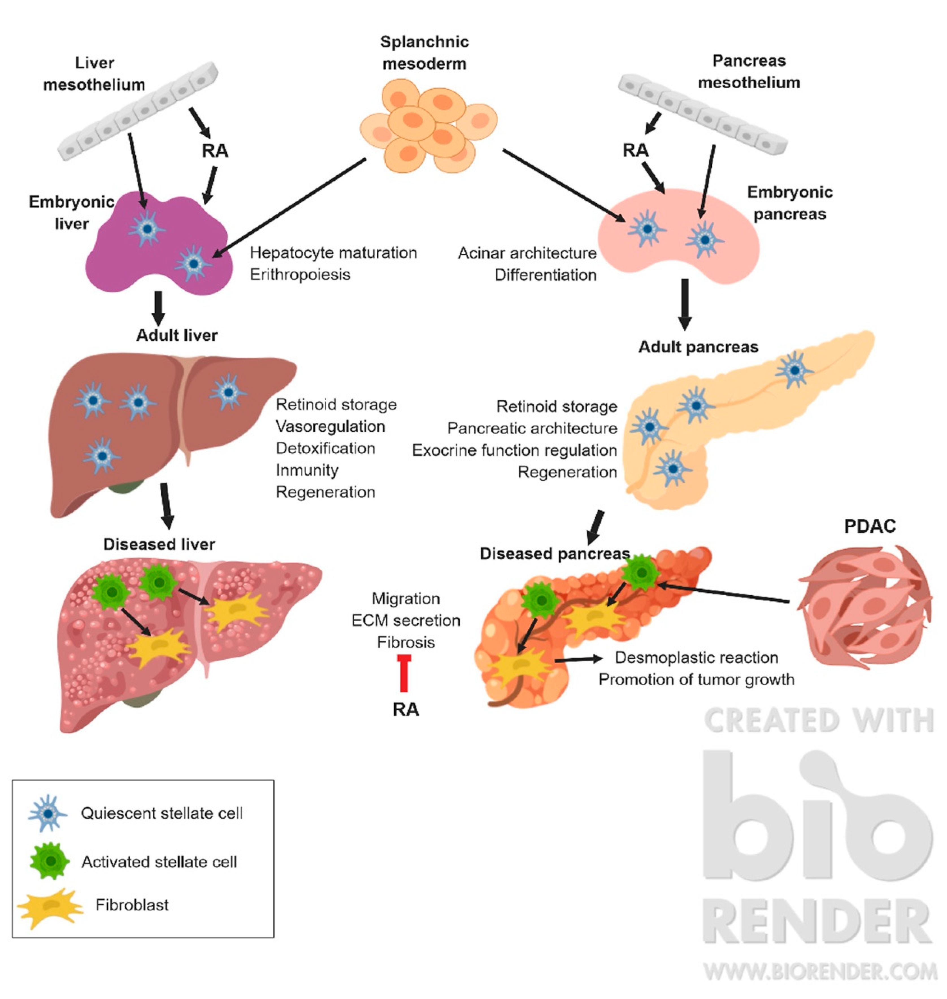 Splanchnic
mesoderm
Liver
mesothelium
Pancreas
mesothelium
RA
RA
Embryonic
liver
Embryonic
pancreas
Hepatocyte maturation
Erithropoiesis
Acinar architecture
Differentiation
Adult liver
Adult pancreas
Retinoid storage
Vasoregulation
Detoxification
Inmunity
Regeneration
Retinoid storage
Pancreatic architecture
Exocrine function regulation
Regeneration
PDAC
Diseased liver
Diseased pancreas
Migration
ECM secretion
Fibrosis
RA
Desmoplastic reaction
Promotion of tumor growth
Quiescent stellate cell
Activated stellate cell
Fibroblast
CREATED WITH
bio
RENDER
WWW.BIORENDER.COM